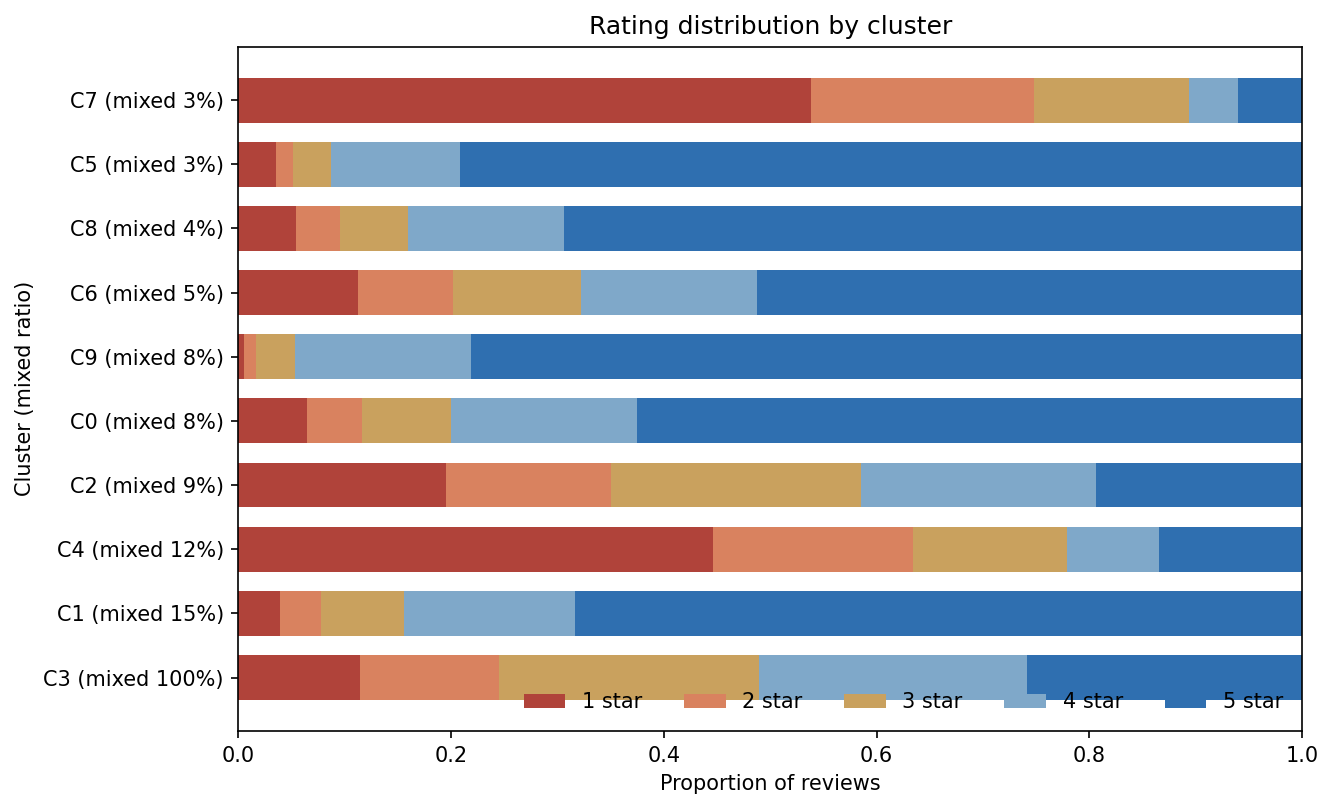 Rating distribution by cluster
Cluster (mixed ratio)
C7 (mixed 3%)
C5 (mixed 3%)
C8 (mixed 4%)
C6 (mixed 5%)
C9 (mixed 8%)
C0 (mixed 8%)
C2 (mixed 9%)
C4 (mixed 12%)
C1 (mixed 15%)
C3 (mixed 100%)
1 star 2 star 3 star 4 star 5 star
0.0 0.2 0.4 0.6 0.8 1.0
Proportion of reviews